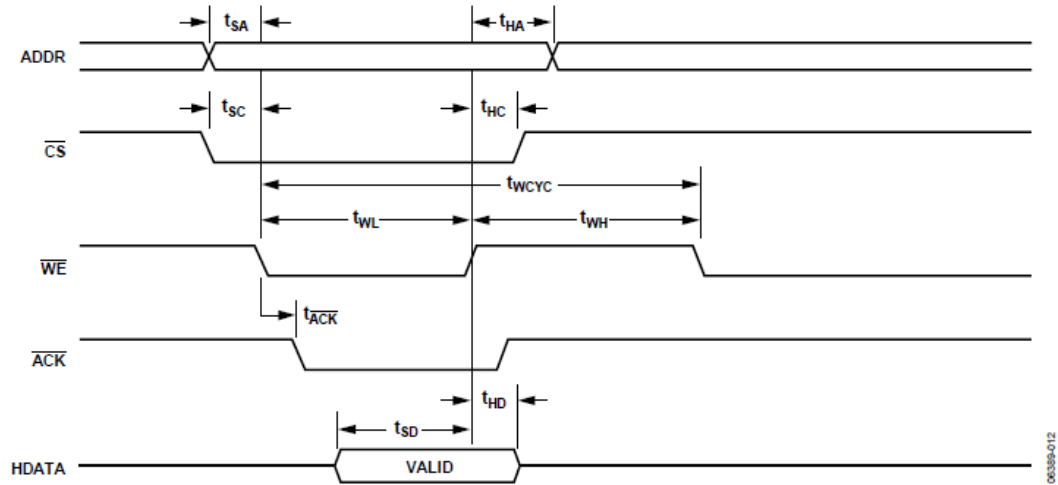 tSA
tHA
ADDR
tSC
tHC
CS
tWCYC
tWL
tWH
WE
tACK
ACK
tHD
tSD
HDATA
VALID
06389-012